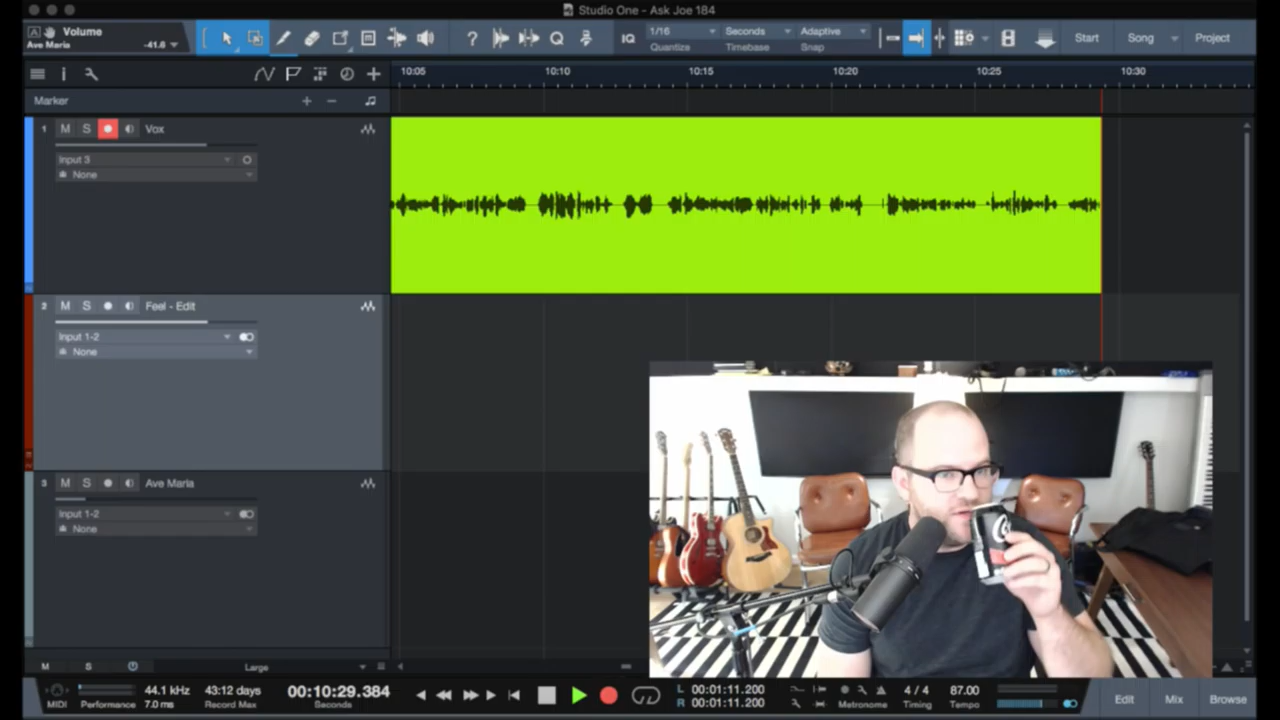 Studio One - Ask Joe 184
Volume
Ave Maria -41.6
IQ
1/16
Quantize
Seconds
Timebase
Adaptive
Snap
Start
Song
Project
10:05 10:10 10:15 10:20 10:25 10:30
Marker
1 M S Vox
Input 3
None
2 M S Feel - Edit
Input 1-2
None
3 M S Ave Maria
Input 1-2
None
M S Large
MIDI
Performance
44.1 kHz
7.0 ms
43:12 days
Record Max
00:10:29.384
Seconds
L 00:01:11.200
R 00:01:11.200
Metronome
4 / 4
Timing
87.00
Tempo
Edit
Mix
Browse